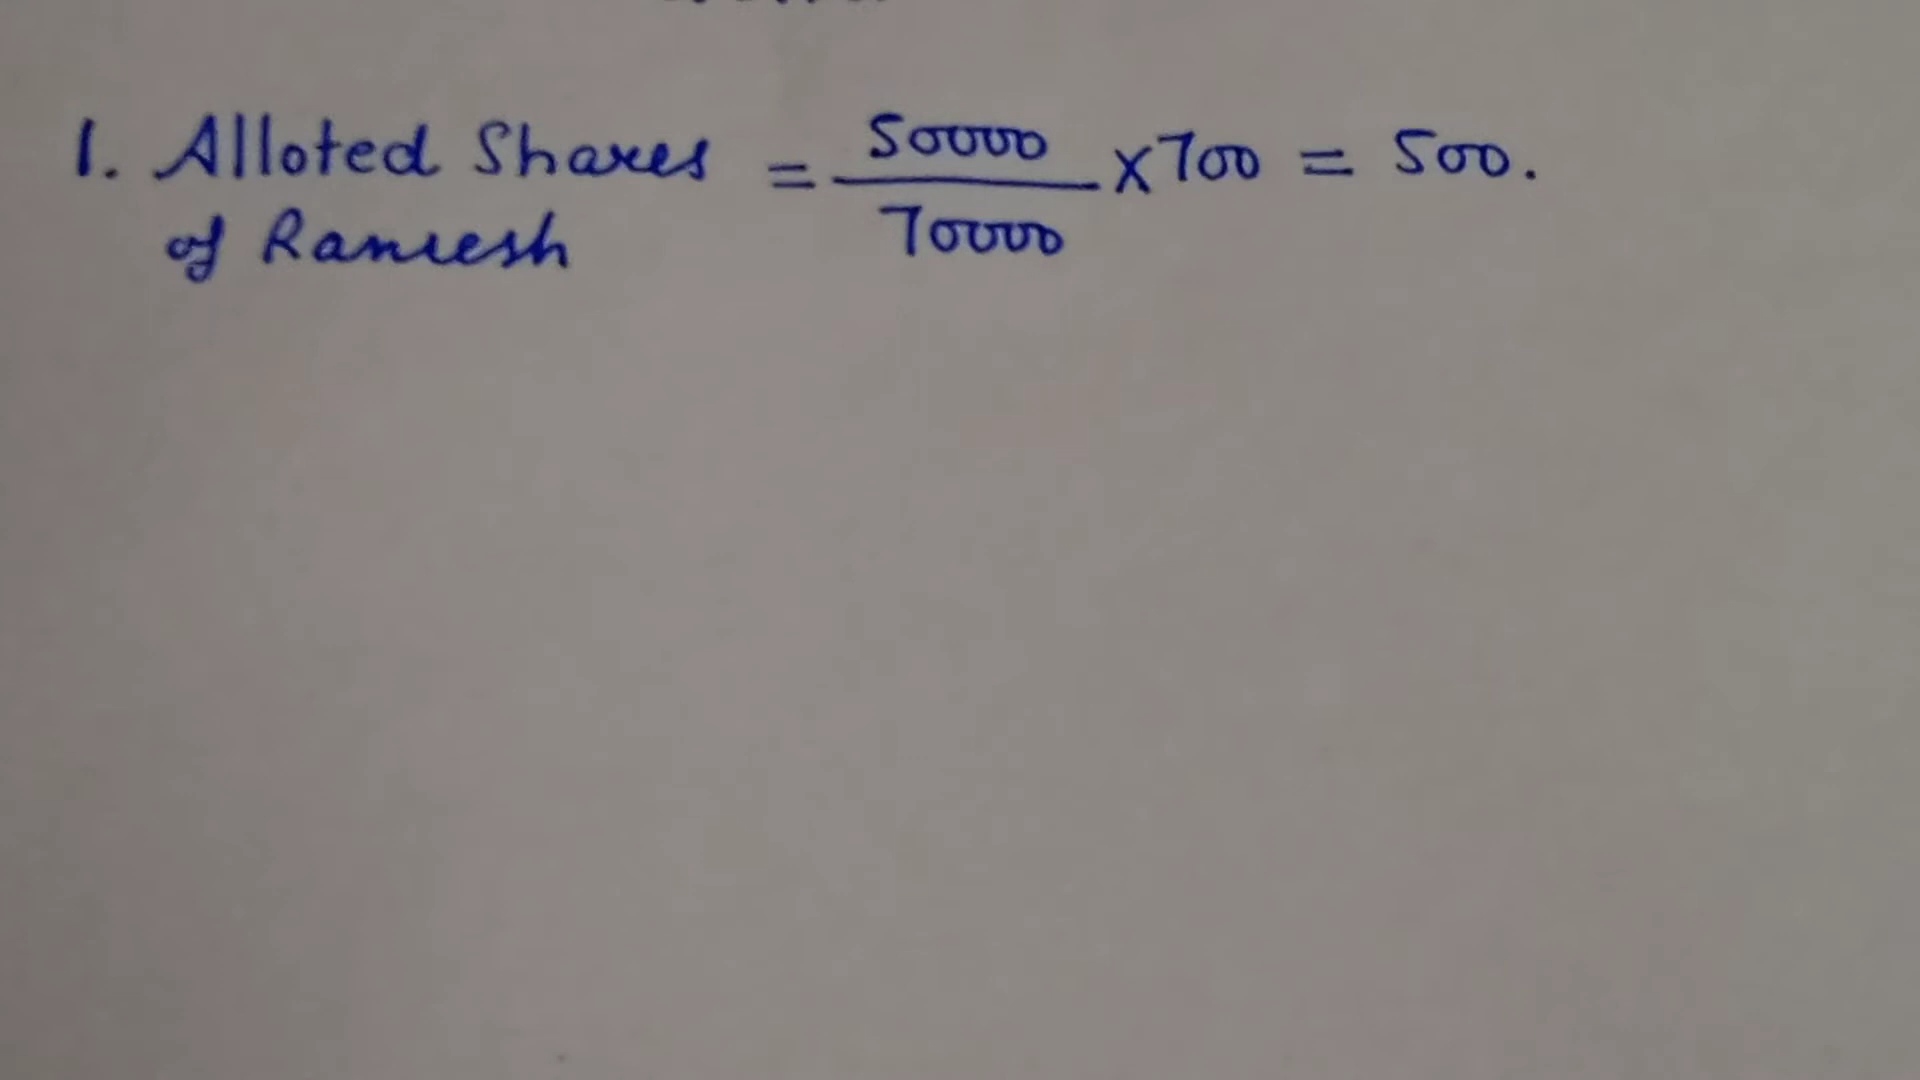 1. Alloted Shares = 50000/70000 x 700 = 500.
of Ramesh